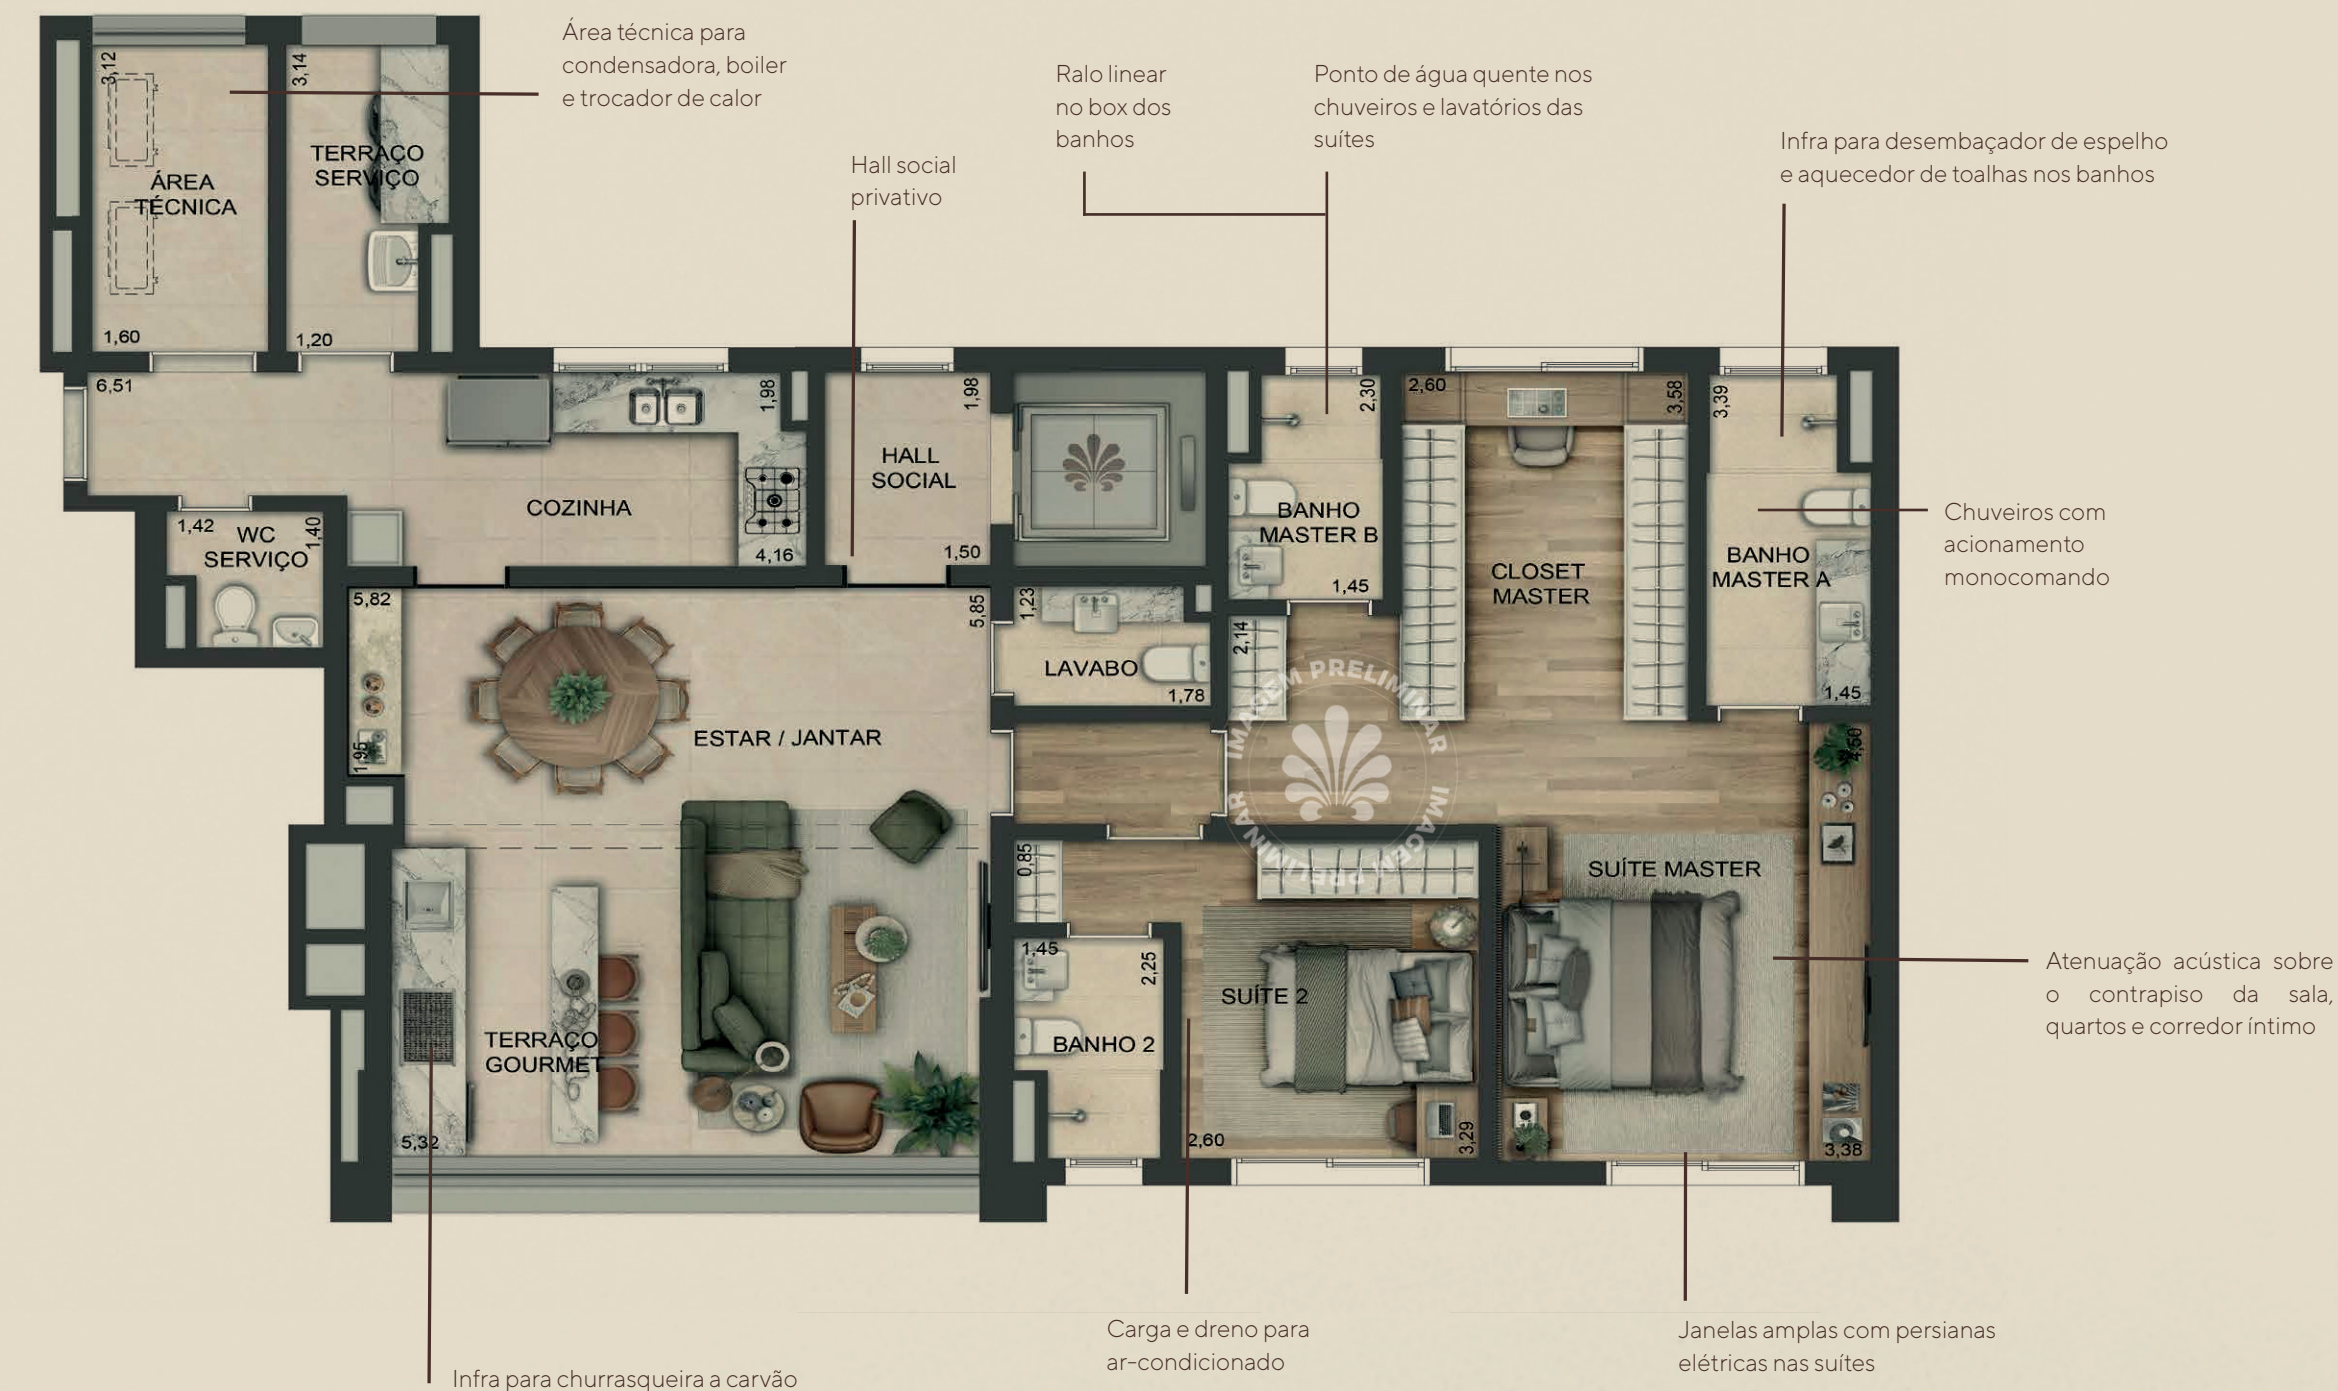 Área técnica para
condensadora, boiler
e trocador de calor
Ralo linear
no box dos
banhos
Ponto de água quente nos
chuveiros e lavatórios das
suítes
Infra para desembaçador de espelho
e aquecedor de toalhas nos banhos
Hall social
privativo
3,12
3,14
ÁREA
TÉCNICA
TERRAÇO
SERVIÇO
1,60
1,20
6,51
1,98
COZINHA
4,16
1,98
HALL
SOCIAL
1,50
1,42
1,40
WC
SERVIÇO
2,30
BANHO
MASTER B
1,45
2,60
3,58
CLOSET
MASTER
3,39
BANHO
MASTER A
1,45
Chuveiros com
acionamento
monocomando
5,82
5,85
1,95
ESTAR / JANTAR
1,23
LAVABO
1,78
2,14
IMAGEM PRELIMINAR IMAGEM PRELIMINAR
4,50
SUÍTE MASTER
3,38
0,85
1,45
2,25
BANHO 2
SUÍTE 2
2,60
3,29
TERRAÇO
GOURMET
5,32
Atenuação acústica sobre
o contrapiso da sala,
quartos e corredor íntimo
Carga e dreno para
ar-condicionado
Janelas amplas com persianas
elétricas nas suítes
Infra para churrasqueira a carvão